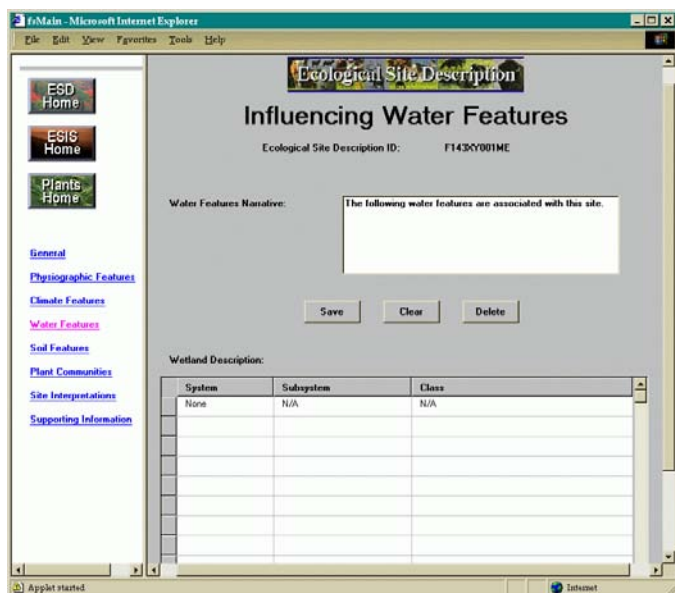 fsMain - Microsoft Internet Explorer
File Edit View Favorites Tools Help
ESD
Home
ESIS
Home
Plants
Home
General
Physiographic Features
Climate Features
Water Features
Soil Features
Plant Communities
Site Interpretations
Supporting Information
Ecological Site Description
Influencing Water Features
Ecological Site Description ID: F143XY001ME
Water Features Narrative: The following water features are associated with this site.
Save Clear Delete
Wetland Description:
System Subsystem Class
None N/A N/A
Applet started Internet